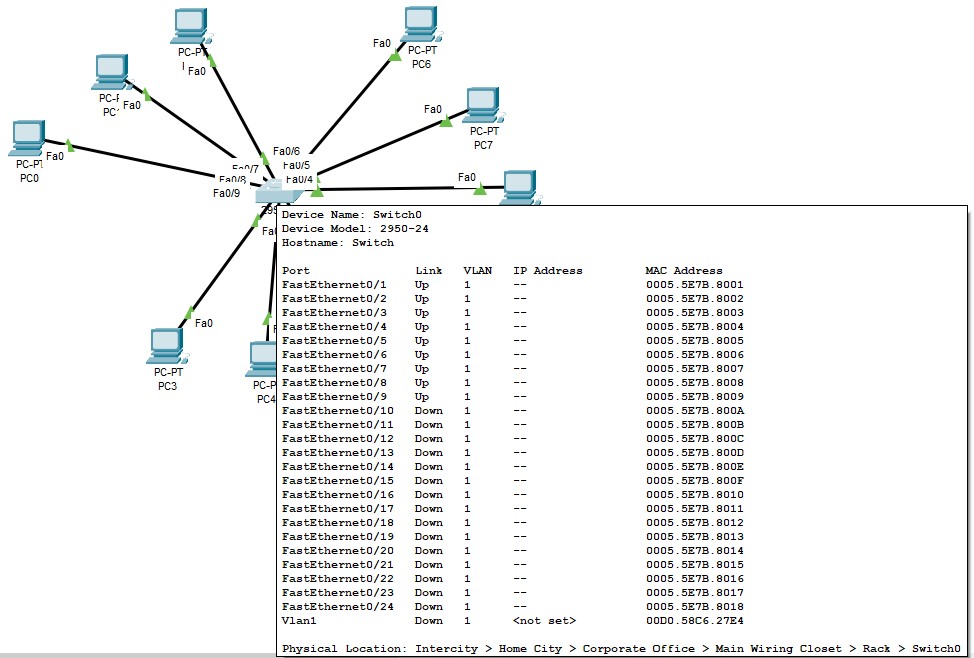 PC-PT
Fa0
PC6
PC-PT
Fa0
Fa0
PC-PT
PC7
Fa0
PC-PT
PC0
Fa0
Fa0
Fa0/6
Fa0/5
Fa0/7
Fa0/8
Fa0/4
Fa0/9
Fa0
PC-PT
PC3
PC4
Device Name: Switch0
Device Model: 2950-24
Hostname: Switch
Port Link VLAN IP Address MAC Address
FastEthernet0/1 Up 1 -- 0005.5E7B.8001
FastEthernet0/2 Up 1 -- 0005.5E7B.8002
FastEthernet0/3 Up 1 -- 0005.5E7B.8003
FastEthernet0/4 Up 1 -- 0005.5E7B.8004
FastEthernet0/5 Up 1 -- 0005.5E7B.8005
FastEthernet0/6 Up 1 -- 0005.5E7B.8006
FastEthernet0/7 Up 1 -- 0005.5E7B.8007
FastEthernet0/8 Up 1 -- 0005.5E7B.8008
FastEthernet0/9 Up 1 -- 0005.5E7B.8009
FastEthernet0/10 Down 1 -- 0005.5E7B.800A
FastEthernet0/11 Down 1 -- 0005.5E7B.800B
FastEthernet0/12 Down 1 -- 0005.5E7B.800C
FastEthernet0/13 Down 1 -- 0005.5E7B.800D
FastEthernet0/14 Down 1 -- 0005.5E7B.800E
FastEthernet0/15 Down 1 -- 0005.5E7B.800F
FastEthernet0/16 Down 1 -- 0005.5E7B.8010
FastEthernet0/17 Down 1 -- 0005.5E7B.8011
FastEthernet0/18 Down 1 -- 0005.5E7B.8012
FastEthernet0/19 Down 1 -- 0005.5E7B.8013
FastEthernet0/20 Down 1 -- 0005.5E7B.8014
FastEthernet0/21 Down 1 -- 0005.5E7B.8015
FastEthernet0/22 Down 1 -- 0005.5E7B.8016
FastEthernet0/23 Down 1 -- 0005.5E7B.8017
FastEthernet0/24 Down 1 -- 0005.5E7B.8018
Vlan1 Down 1 <not set> 00D0.58C6.27E4
Physical Location: Intercity > Home City > Corporate Office > Main Wiring Closet > Rack > Switch0